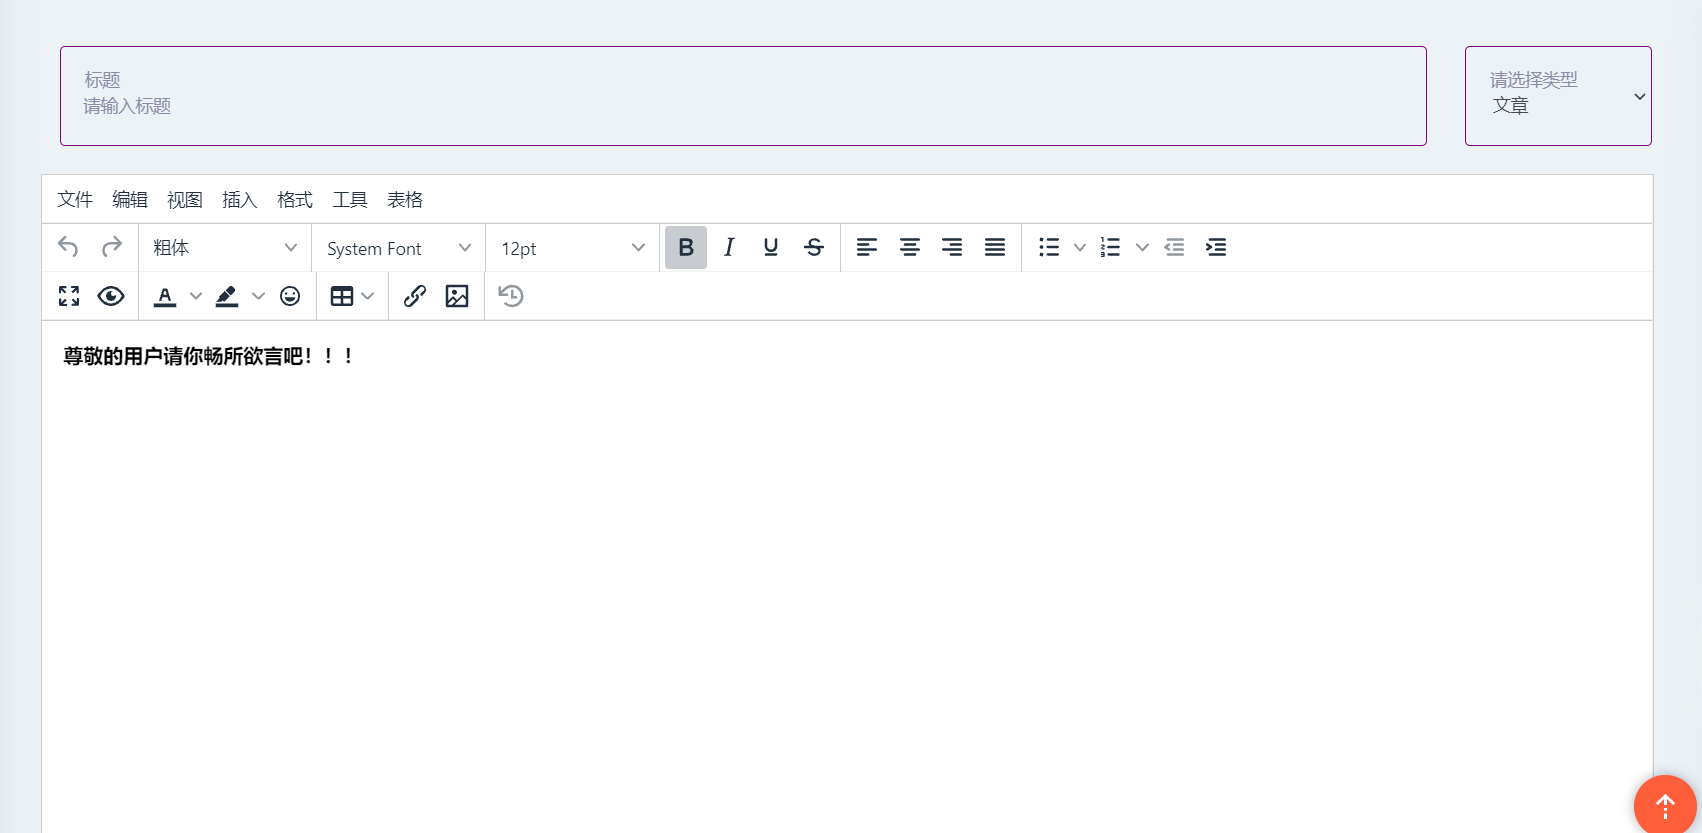 标题
请输入标题
请选择类型
文章
文件 编辑 视图 插入 格式 工具 表格
粗体 System Font 12pt B I U S
A
尊敬的用户请你畅所欲言吧！！！